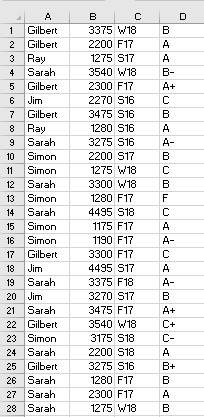 A B C D
1 Gilbert 3375 W18 B
2 Gilbert 2200 F17 A
3 Ray 1275 S17 A
4 Sarah 3540 W18 B-
5 Gilbert 2300 F17 A+
6 Jim 2270 S16 C
7 Gilbert 3475 S16 B
8 Ray 1280 S16 A
9 Sarah 3275 S16 A-
10 Simon 2200 S17 B
11 Simon 1275 W18 C
12 Sarah 3300 W18 B
13 Simon 1280 F17 F
14 Sarah 4495 S18 C
15 Simon 1175 F17 A
16 Simon 1190 F17 A-
17 Gilbert 3300 F17 C
18 Jim 4495 S17 A
19 Sarah 3375 F18 A-
20 Jim 3270 S17 B
21 Sarah 3475 F17 A+
22 Gilbert 3540 W18 C+
23 Simon 3175 S18 C-
24 Sarah 2200 S18 A
25 Gilbert 3275 S16 B+
26 Sarah 1280 F17 B
27 Sarah 2300 F17 A
28 Sarah 1275 W18 B